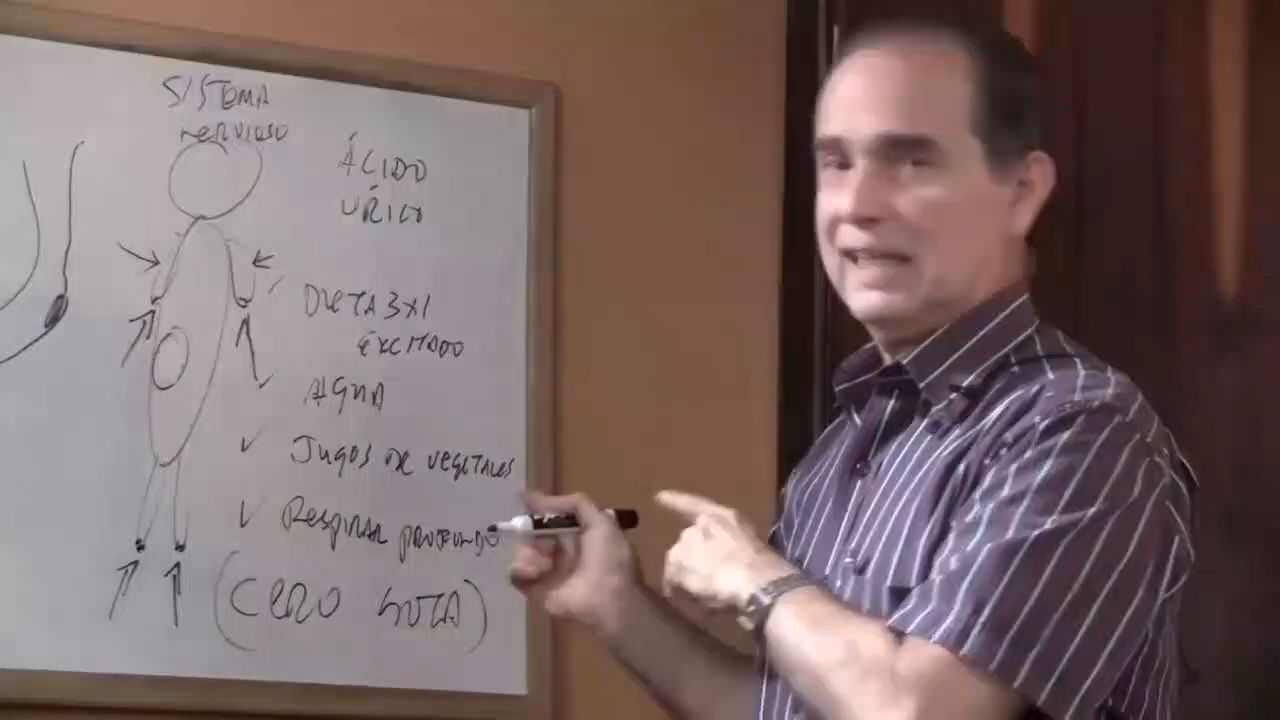 SISTEMA
nervioso
ÁCIDO
ÚRICO
DIETA 3X1
EXCITADO
AGUA
Jugos de vegetales
Respirar profundo
(CERO GOTA)